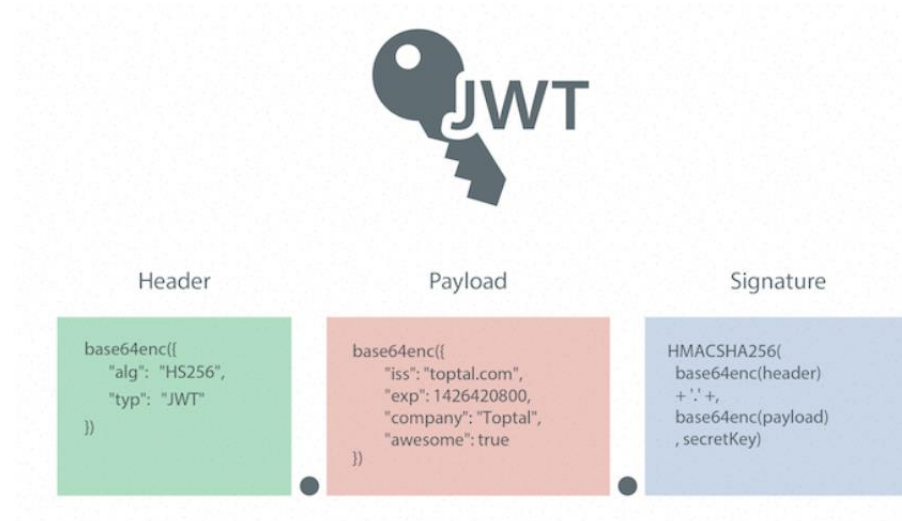 JWT
Header
Payload
Signature
base64enc({
"alg": "HS256",
"typ": "JWT"
})
base64enc({
"iss": "toptal.com",
"exp": 1426420800,
"company": "Toptal",
"awesome": true
})
HMACSHA256(
base64enc(header)
+ '.' +,
base64enc(payload)
, secretKey)